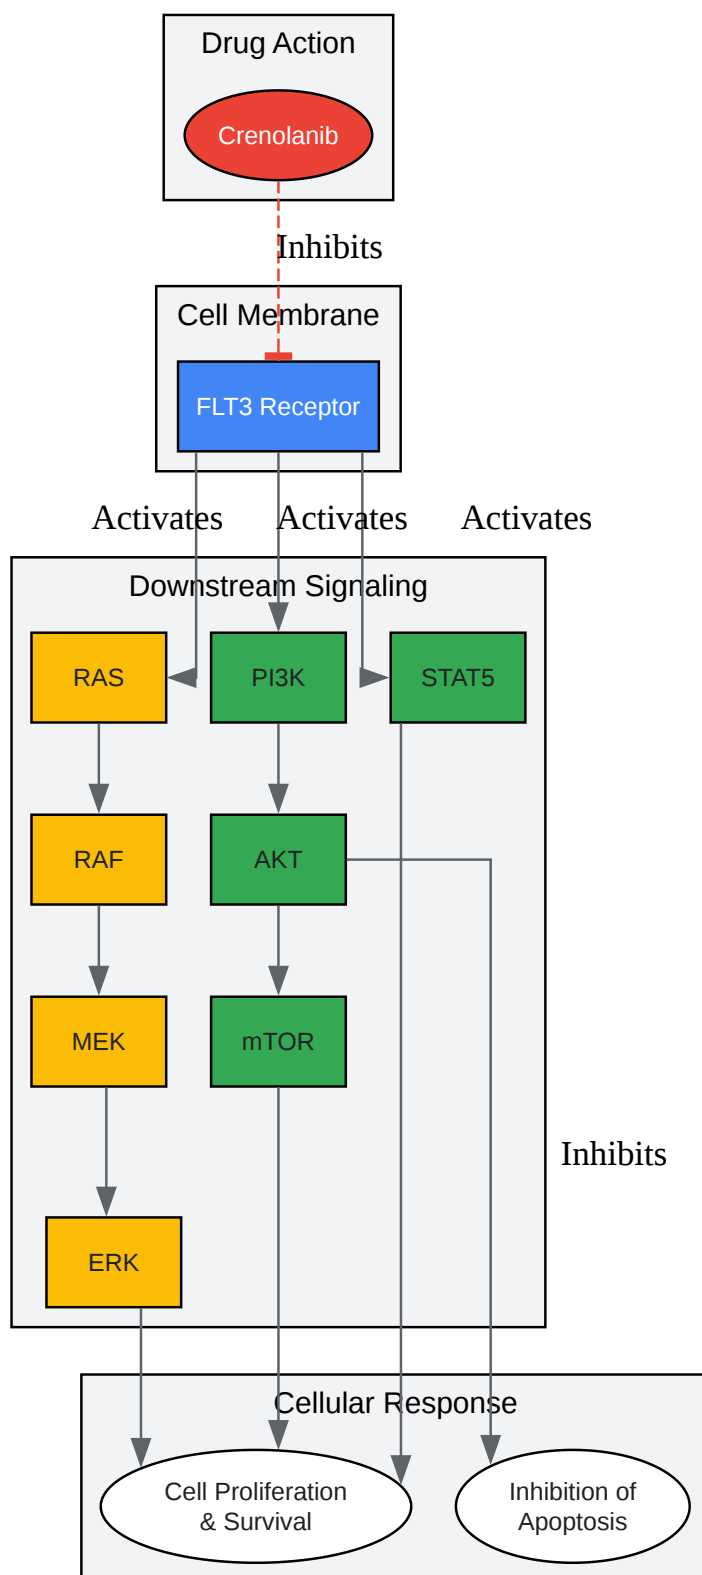 Drug Action
Crenolanib
Inhibits
Cell Membrane
FLT3 Receptor
Activates
Activates
Activates
Downstream Signaling
RAS
PI3K
STAT5
RAF
AKT
MEK
mTOR
Inhibits
ERK
Cellular Response
Cell Proliferation
& Survival
Inhibition of
Apoptosis